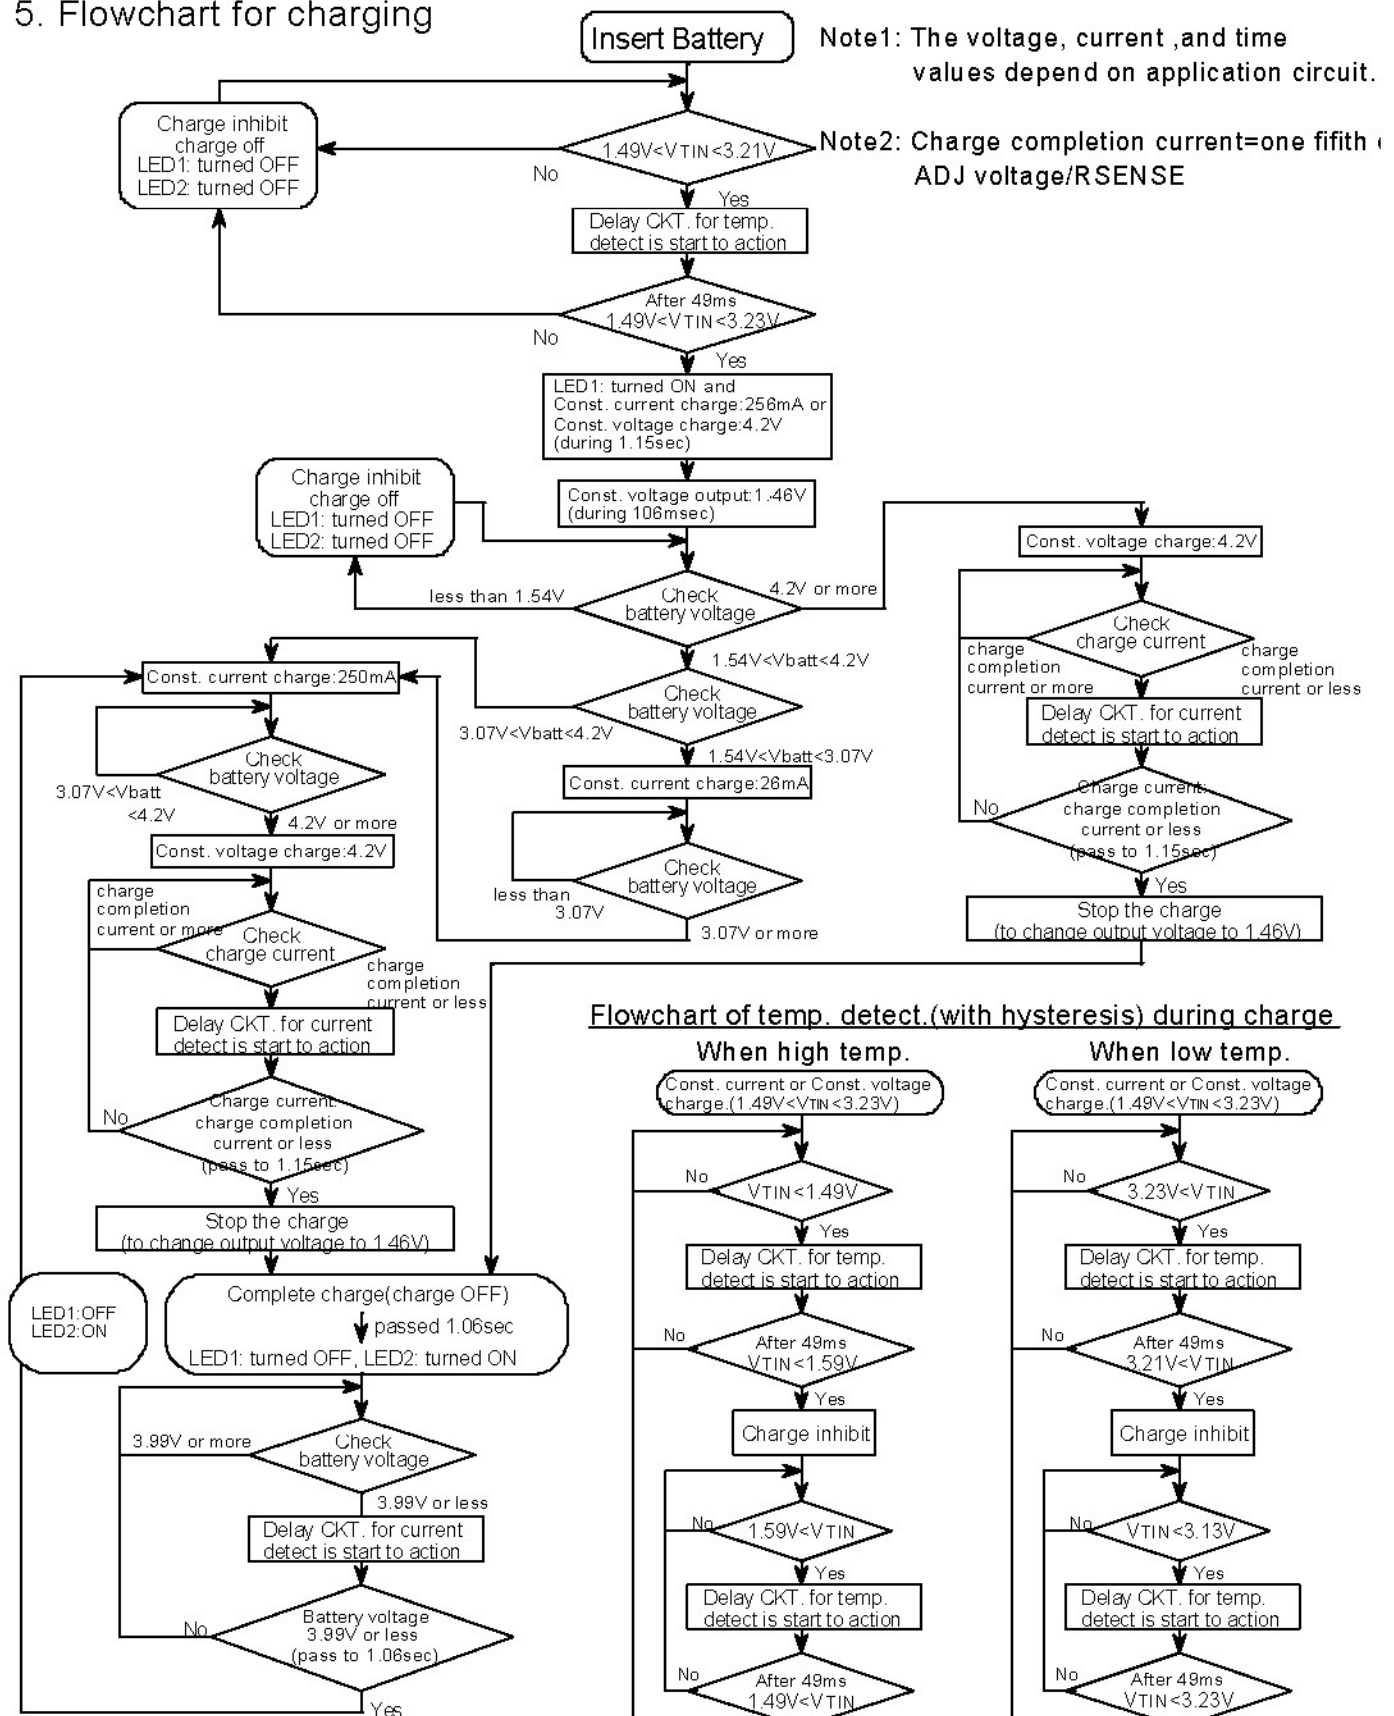 5. Flowchart for charging
Insert Battery
Note1: The voltage, current ,and time
values depend on application circuit.
Note2: Charge completion current=one fifith
ADJ voltage/RSENSE
Charge inhibit
charge off
LED1: turned OFF
LED2: turned OFF
1.49V<VTIN<3.21V
No
Yes
Delay CKT. for temp.
detect is start to action
After 49ms
1.49V<VTIN<3.23V
No
Yes
LED1: turned ON and
Const. current charge:256mA or
Const. voltage charge:4.2V
(during 1.15sec)
Const. voltage output:1.46V
(during 106msec)
Charge inhibit
charge off
LED1: turned OFF
LED2: turned OFF
less than 1.54V
Check
battery voltage
4.2V or more
1.54V<Vbatt<4.2V
Check
battery voltage
3.07V<Vbatt<4.2V
1.54V<Vbatt<3.07V
Const. current charge:26mA
Check
battery voltage
less than
3.07V
3.07V or more
Const. voltage charge:4.2V
Check
charge current
charge
completion
current or more
charge
completion
current or less
Delay CKT. for current
detect is start to action
Charge current:
charge completion
current or less
(pass to 1.15sec)
No
Yes
Stop the charge
(to change output voltage to 1.46V)
Const. current charge:250mA
Check
battery voltage
3.07V<Vbatt
<4.2V
4.2V or more
Const. voltage charge:4.2V
charge
completion
current or more
Check
charge current
charge
completion
current or less
Delay CKT. for current
detect is start to action
Charge current:
charge completion
current or less
(pass to 1.15sec)
No
Yes
Stop the charge
(to change output voltage to 1.46V)
LED1:OFF
LED2:ON
Complete charge(charge OFF)
passed 1.06sec
LED1: turned OFF, LED2: turned ON
3.99V or more
Check
battery voltage
3.99V or less
Delay CKT. for current
detect is start to action
Battery voltage
3.99V or less
(pass to 1.06sec)
No
Yes
Flowchart of temp. detect.(with hysteresis) during charge
When high temp.
Const. current or Const. voltage
charge.(1.49V<VTIN<3.23V)
No
VTIN<1.49V
Yes
Delay CKT. for temp.
detect is start to action
No
After 49ms
VTIN<1.59V
Yes
Charge inhibit
No
1.59V<VTIN
Yes
Delay CKT. for temp.
detect is start to action
No
After 49ms
1.49V<VTIN
When low temp.
Const. current or Const. voltage
charge.(1.49V<VTIN<3.23V)
No
3.23V<VTIN
Yes
Delay CKT. for temp.
detect is start to action
No
After 49ms
3.21V<VTIN
Yes
Charge inhibit
No
VTIN<3.13V
Yes
Delay CKT. for temp.
detect is start to action
No
After 49ms
VTIN<3.23V